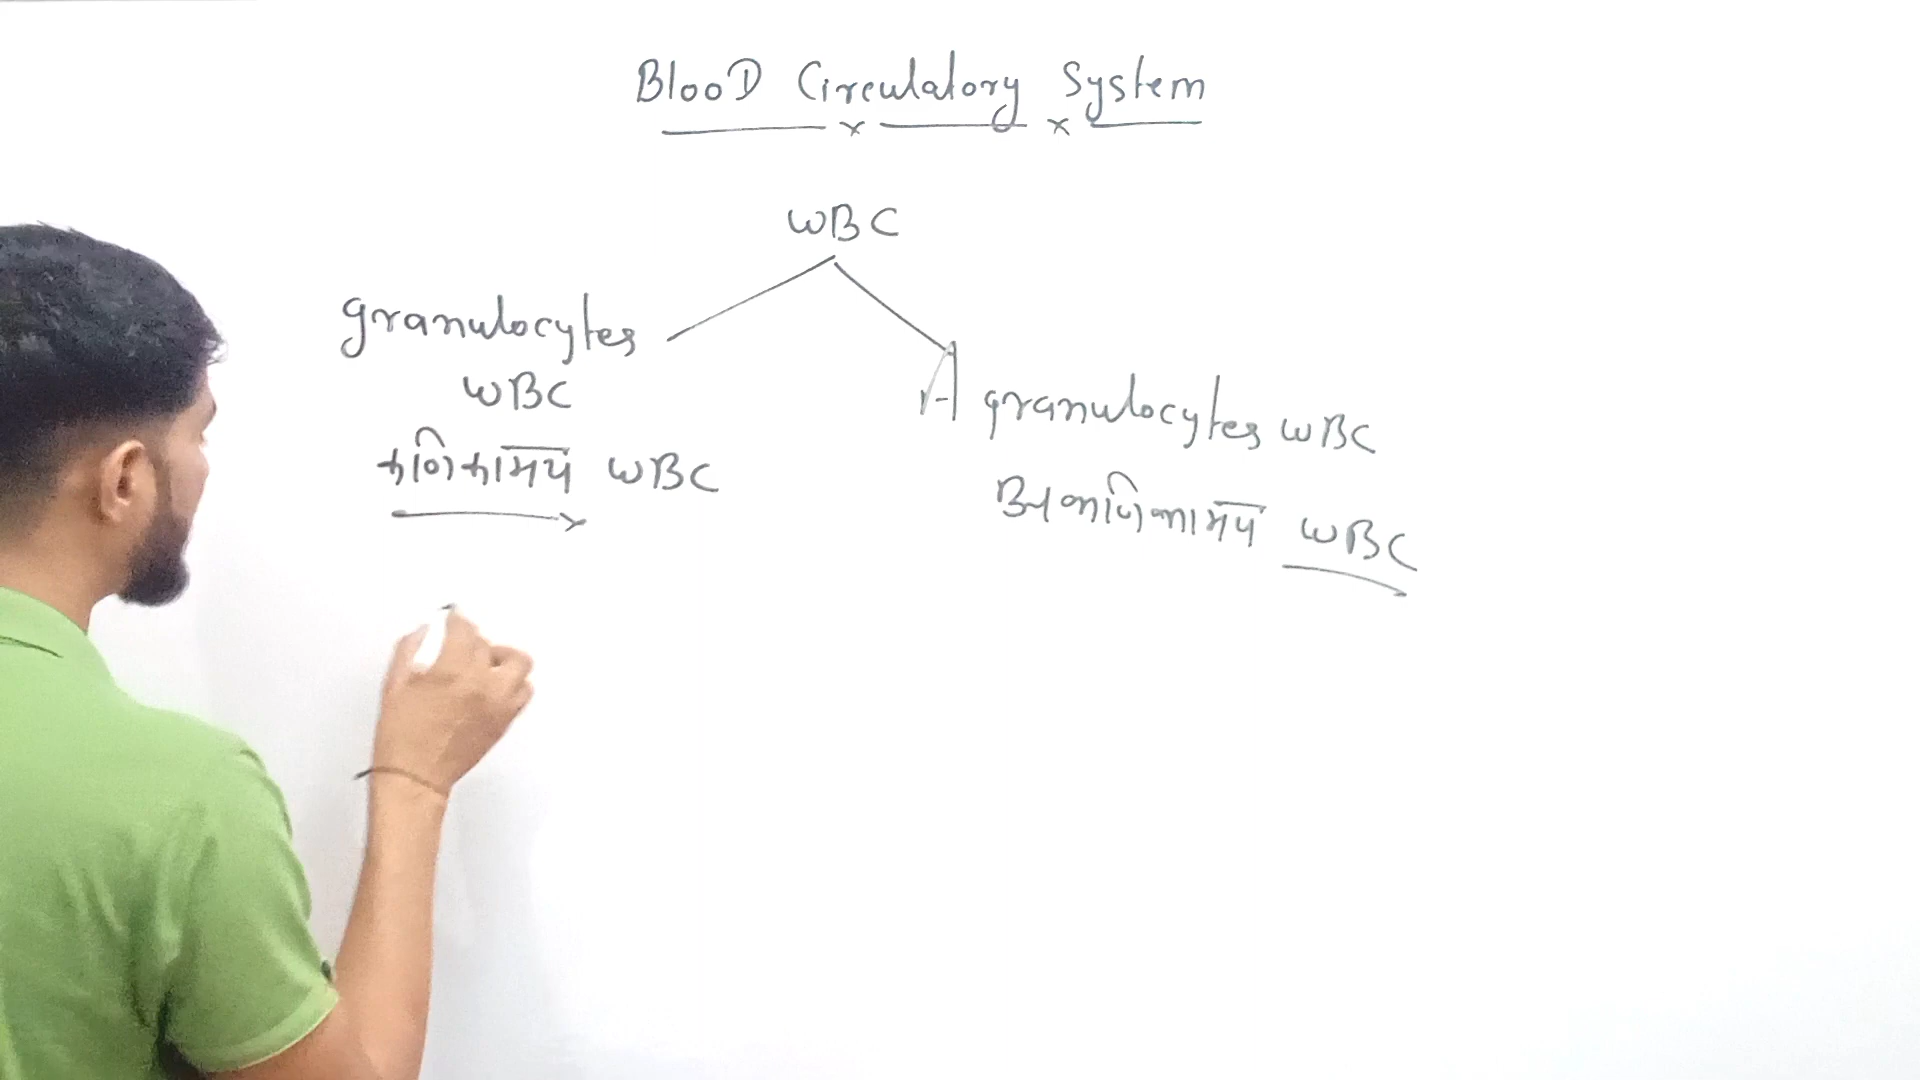 BlooD Circulatory System
WBC
granulocytes
WBC
कणिकामय WBC
A granulocytes WBC
अकणिकामय WBC